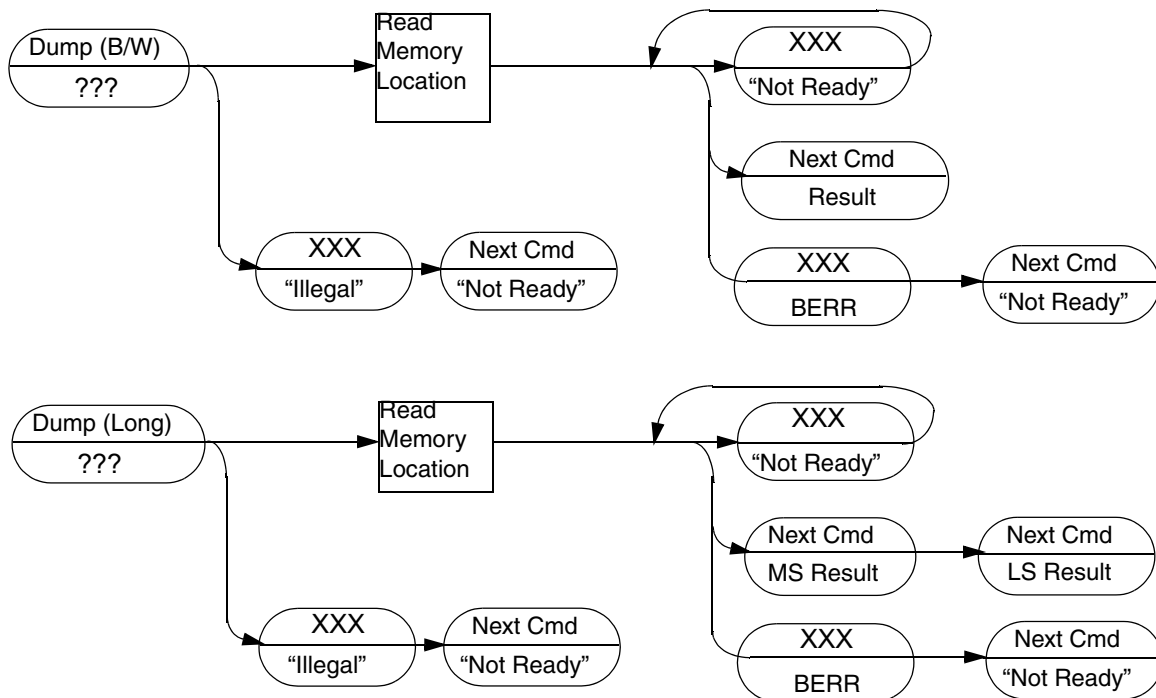 Dump (B/W)
???
Read
Memory
Location
XXX
“Not Ready”
Next Cmd
Result
XXX
“Illegal”
Next Cmd
“Not Ready”
XXX
BERR
Next Cmd
“Not Ready”
Dump (Long)
???
Read
Memory
Location
XXX
“Not Ready”
Next Cmd
MS Result
Next Cmd
LS Result
XXX
“Illegal”
Next Cmd
“Not Ready”
XXX
BERR
Next Cmd
“Not Ready”